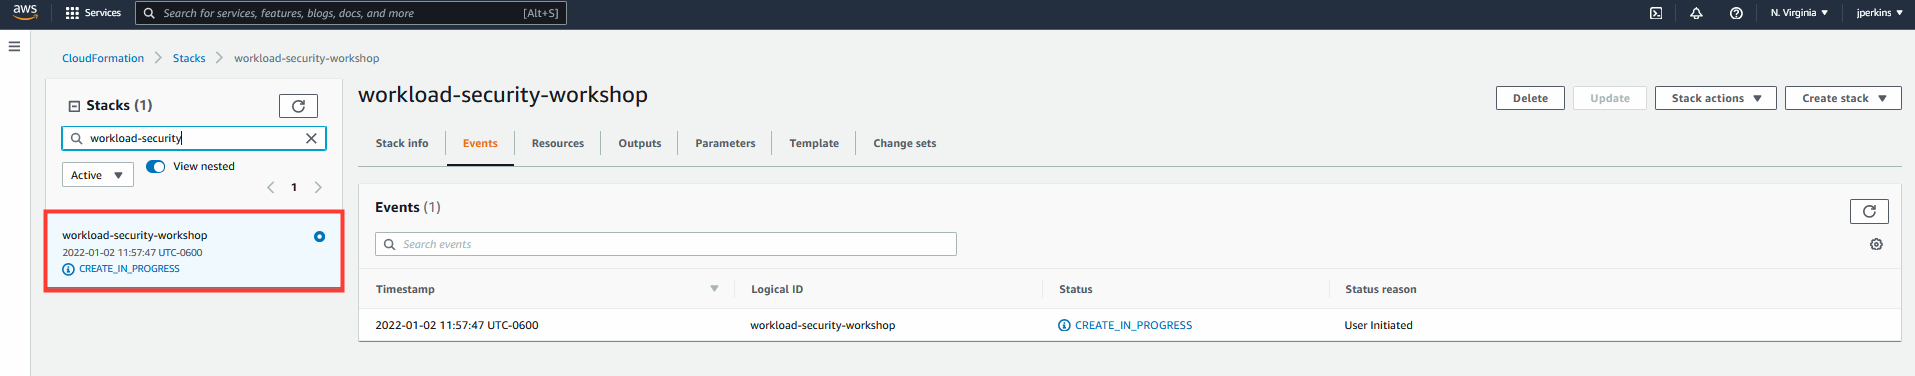 aws
Services
Search for services, features, blogs, docs, and more
[Alt+S]
N. Virginia
jperkins
CloudFormation
Stacks
workload-security-workshop
Stacks (1)
workload-security
Active
View nested
1
workload-security-workshop
2022-01-02 11:57:47 UTC-0600
CREATE_IN_PROGRESS
workload-security-workshop
Delete
Update
Stack actions
Create stack
Stack info
Events
Resources
Outputs
Parameters
Template
Change sets
Events (1)
Search events
Timestamp
Logical ID
Status
Status reason
2022-01-02 11:57:47 UTC-0600
workload-security-workshop
CREATE_IN_PROGRESS
User Initiated